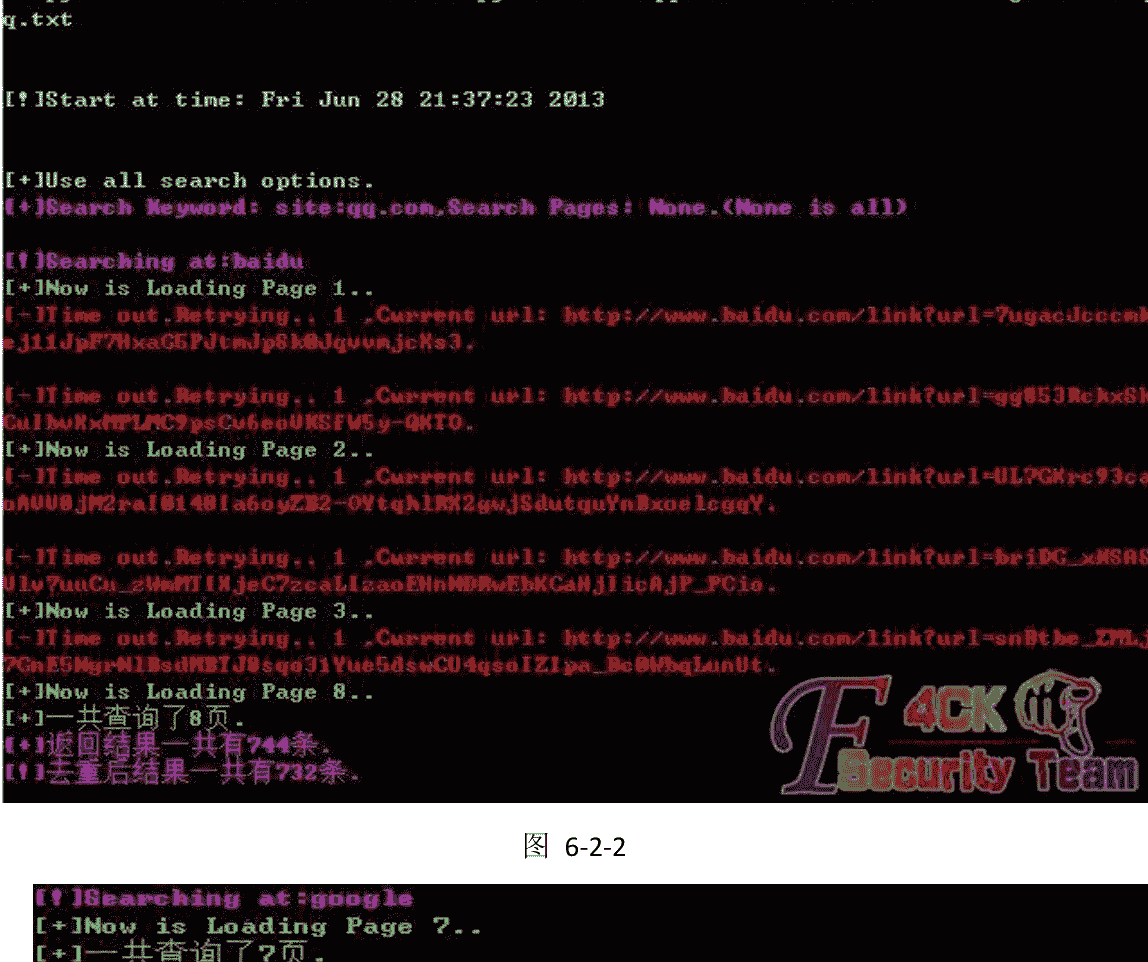 q.txt
[!]Start at time: Fri Jun 28 21:37:23 2013
[+]Use all search options.
[+]Search Keyword: site:qq.com,Search Pages: None.(None is all)
[!]Searching at:baidu
[+]Now is Loading Page 1..
[-]Time out.Retrying.. 1 ,Current url: http://www.baidu.com/link?url=
[-]Time out.Retrying.. 1 ,Current url: http://www.baidu.com/link?url=
[+]Now is Loading Page 2..
[-]Time out.Retrying.. 1 ,Current url: http://www.baidu.com/link?url=
[-]Time out.Retrying.. 1 ,Current url: http://www.baidu.com/link?url=
[+]Now is Loading Page 3..
[-]Time out.Retrying.. 1 ,Current url: http://www.baidu.com/link?url=
[+]Now is Loading Page 8..
[+]一共查询了8页.
[+]返回结果一共有744条.
[!]去重后结果一共有732条.
F4CK
Security Team
图 6-2-2
[!]Searching at:google
[+]Now is Loading Page 7..
[+]一共查询了7页.